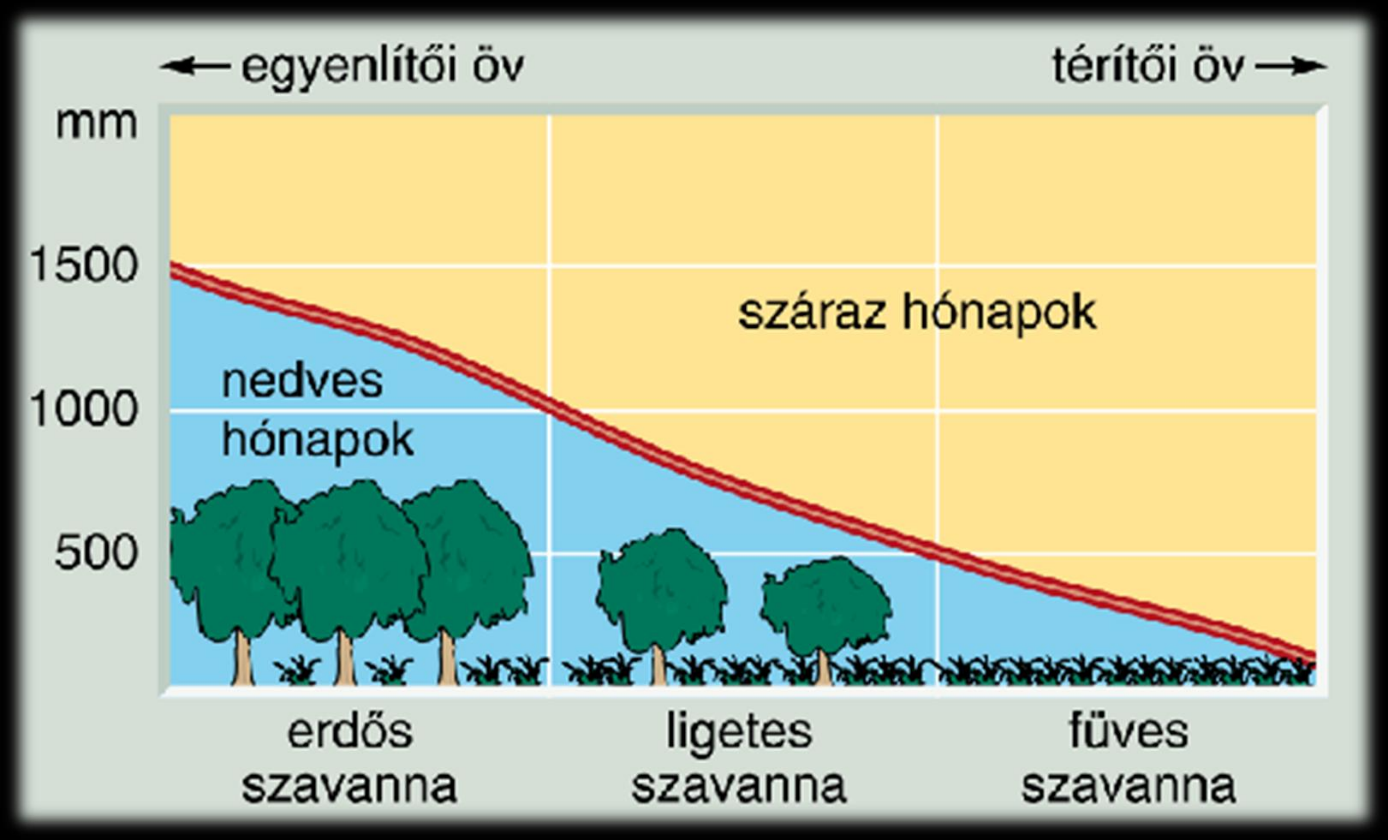 egyenlítői öv
térítői öv
mm
1500
száraz hónapok
nedves
hónapok
1000
500
erdős
szavanna
ligetes
szavanna
füves
szavanna